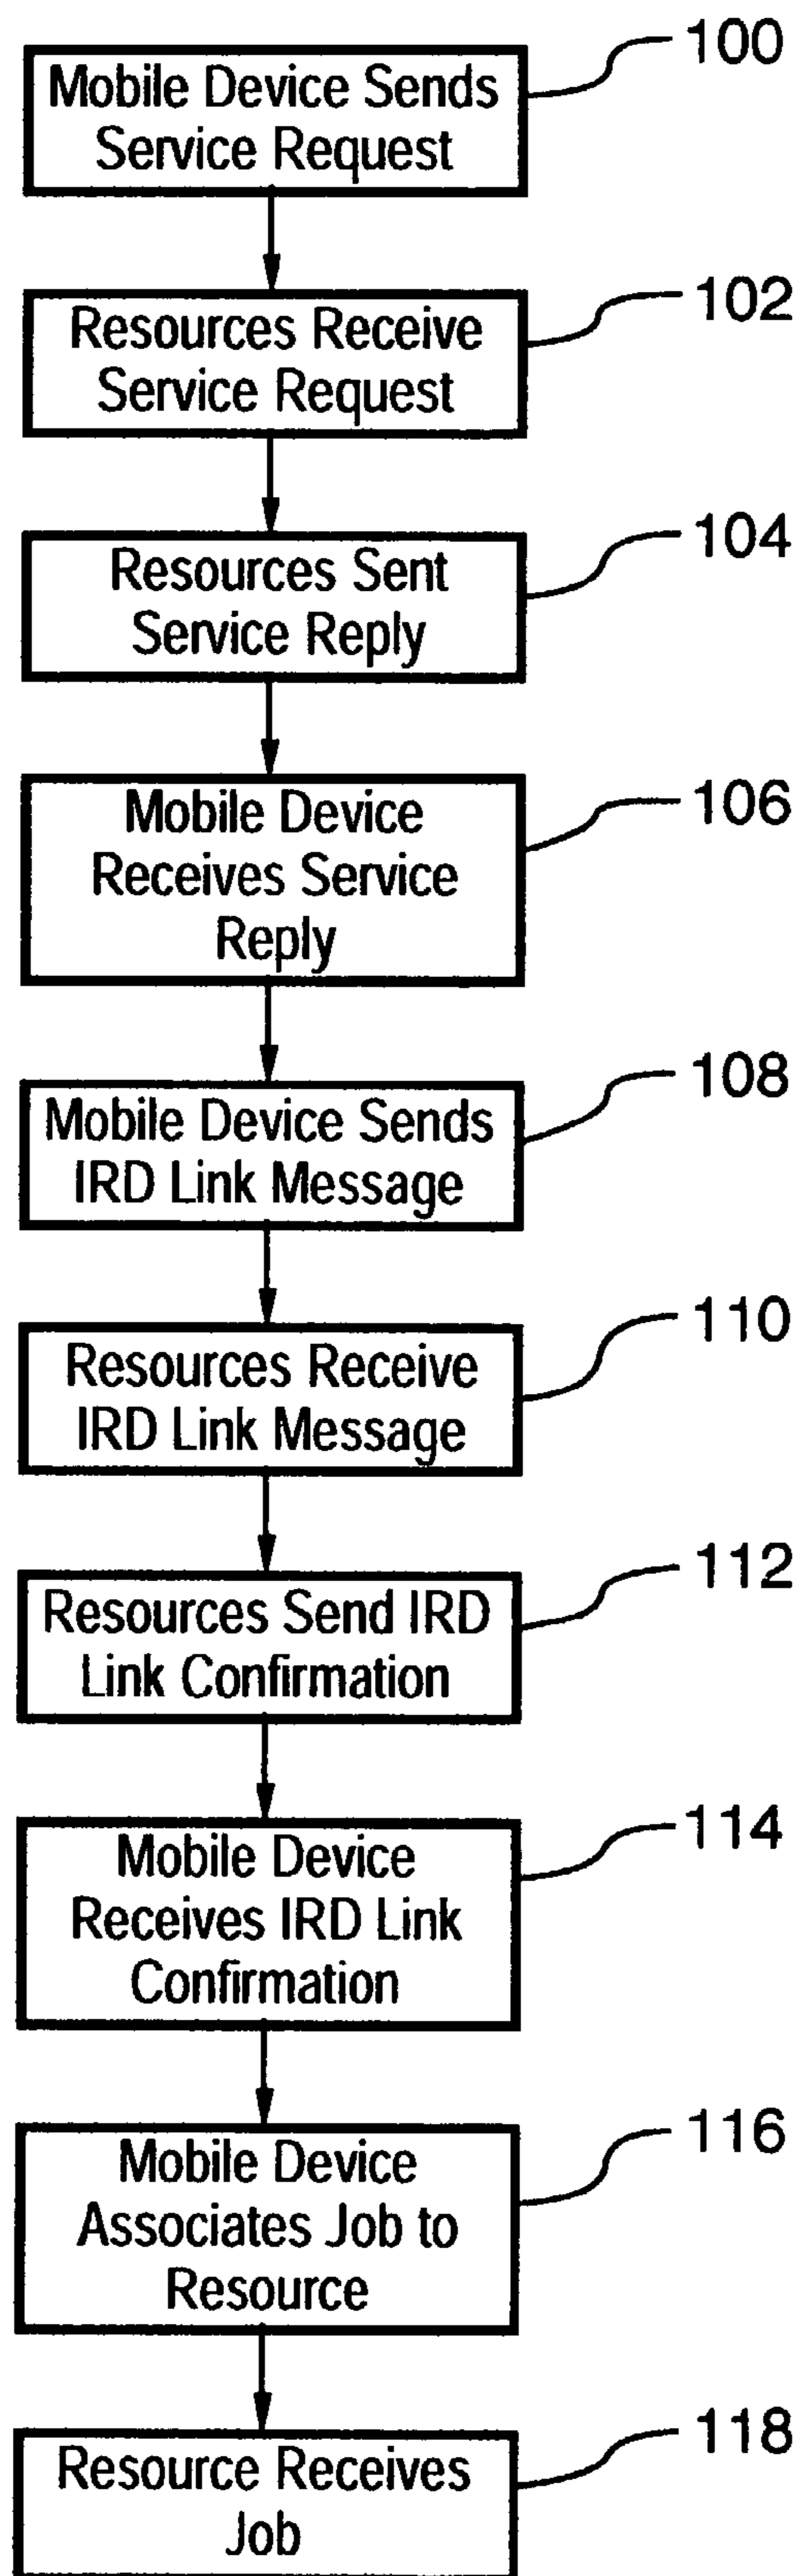 100
Mobile Device Sends
Service Request
102
Resources Receive
Service Request
104
Resources Sent
Service Reply
106
Mobile Device
Receives Service
Reply
108
Mobile Device Sends
IRD Link Message
110
Resources Receive
IRD Link Message
112
Resources Send IRD
Link Confirmation
114
Mobile Device
Receives IRD Link
Confirmation
116
Mobile Device
Associates Job to
Resource
118
Resource Receives
Job